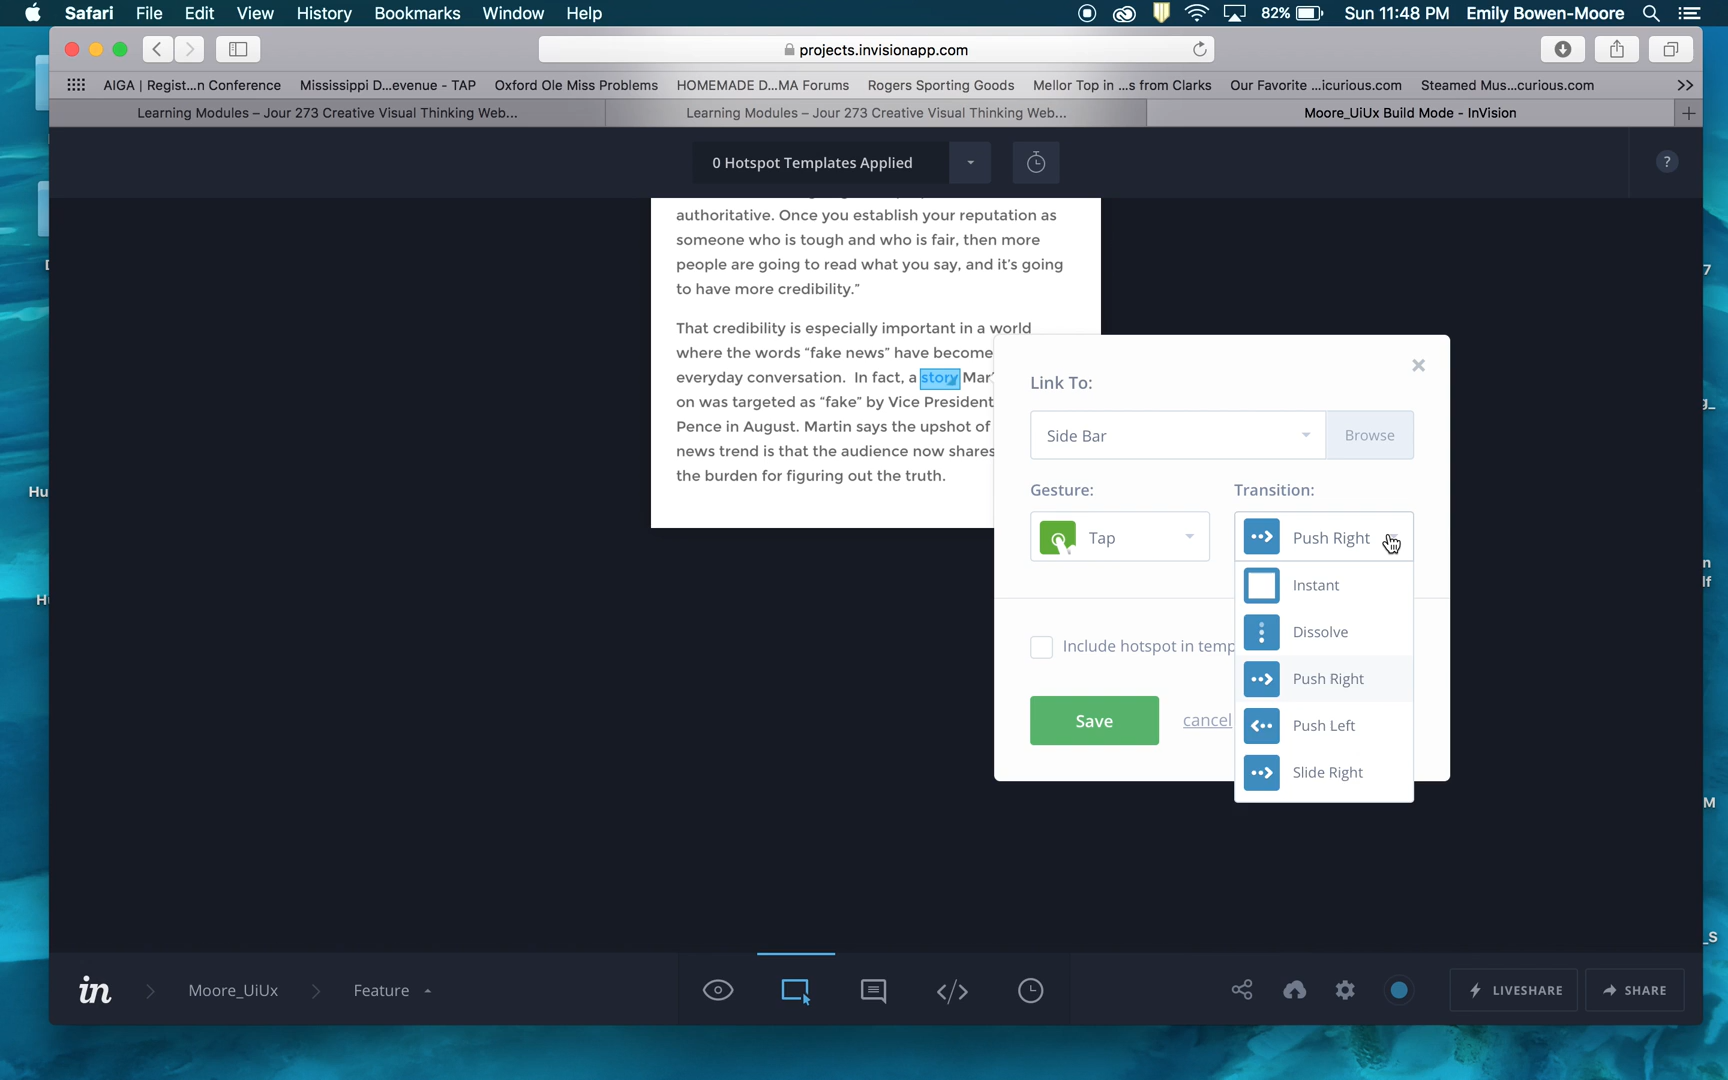 Safari File Edit View History Bookmarks Window Help 82% Sun 11:48 PM Emily Bowen-Moore
projects.invisionapp.com
AIGA | Regist...n Conference Mississippi D...evenue - TAP Oxford Ole Miss Problems HOMEMADE D...MA Forums Rogers Sporting Goods Mellor Top in ...s from Clarks Our Favorite ...icurious.com Steamed Mus...curious.com >>
Learning Modules – Jour 273 Creative Visual Thinking Web... Learning Modules – Jour 273 Creative Visual Thinking Web... Moore_UiUx Build Mode - InVision +
0 Hotspot Templates Applied ?
authoritative. Once you establish your reputation as
someone who is tough and who is fair, then more
people are going to read what you say, and it's going
to have more credibility."
That credibility is especially important in a world
where the words "fake news" have become
everyday conversation. In fact, a story Mar
on was targeted as "fake" by Vice President
Pence in August. Martin says the upshot of
news trend is that the audience now shares
the burden for figuring out the truth.
Link To:
Side Bar Browse
Gesture: Transition:
Tap Push Right
Instant
Dissolve
Include hotspot in temp
Push Right
Save cancel Push Left
Slide Right
in Moore_UiUx Feature LIVESHARE SHARE